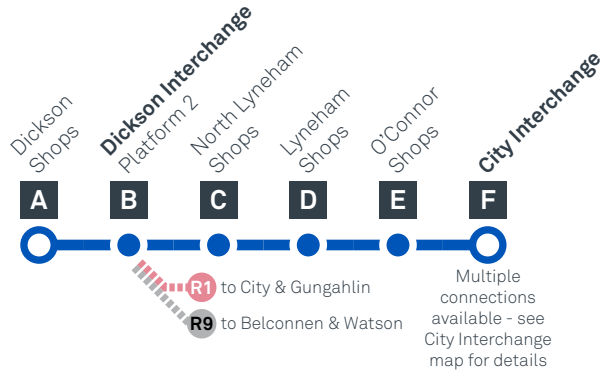 Dickson
Shops
Dickson Interchange
Platform 2
North Lyneham
Shops
Lyneham
Shops
O'Connor
Shops
City Interchange
A
B
C
D
E
F
R1 to City & Gungahlin
R9 to Belconnen & Watson
Multiple
connections
available - see
City Interchange
map for details